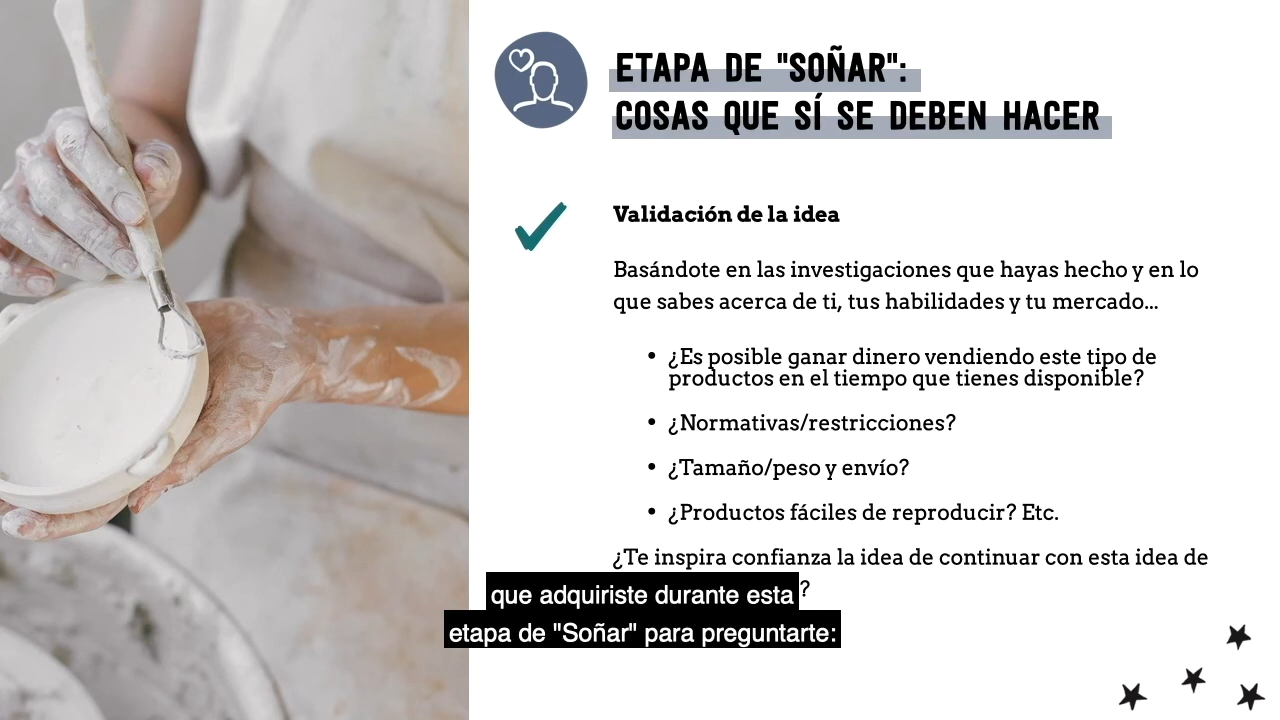 ETAPA DE "SOÑAR":
COSAS QUE SÍ SE DEBEN HACER
Validación de la idea
Basándote en las investigaciones que hayas hecho y en lo
que sabes acerca de ti, tus habilidades y tu mercado...
• ¿Es posible ganar dinero vendiendo este tipo de
productos en el tiempo que tienes disponible?
• ¿Normativas/restricciones?
• ¿Tamaño/peso y envío?
• ¿Productos fáciles de reproducir? Etc.
¿Te inspira confianza la idea de continuar con esta idea de
?
que adquiriste durante esta
etapa de "Soñar" para preguntarte: